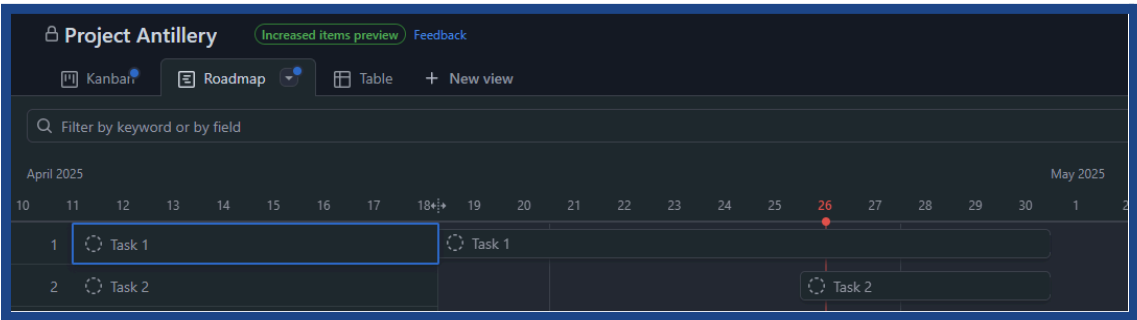 Project Antillery Increased items preview Feedback
Kanban Roadmap Table + New view
Filter by keyword or by field
April 2025 May 2025
10 11 12 13 14 15 16 17 18 19 20 21 22 23 24 25 26 27 28 29 30 1 2
1 Task 1 Task 1
2 Task 2 Task 2